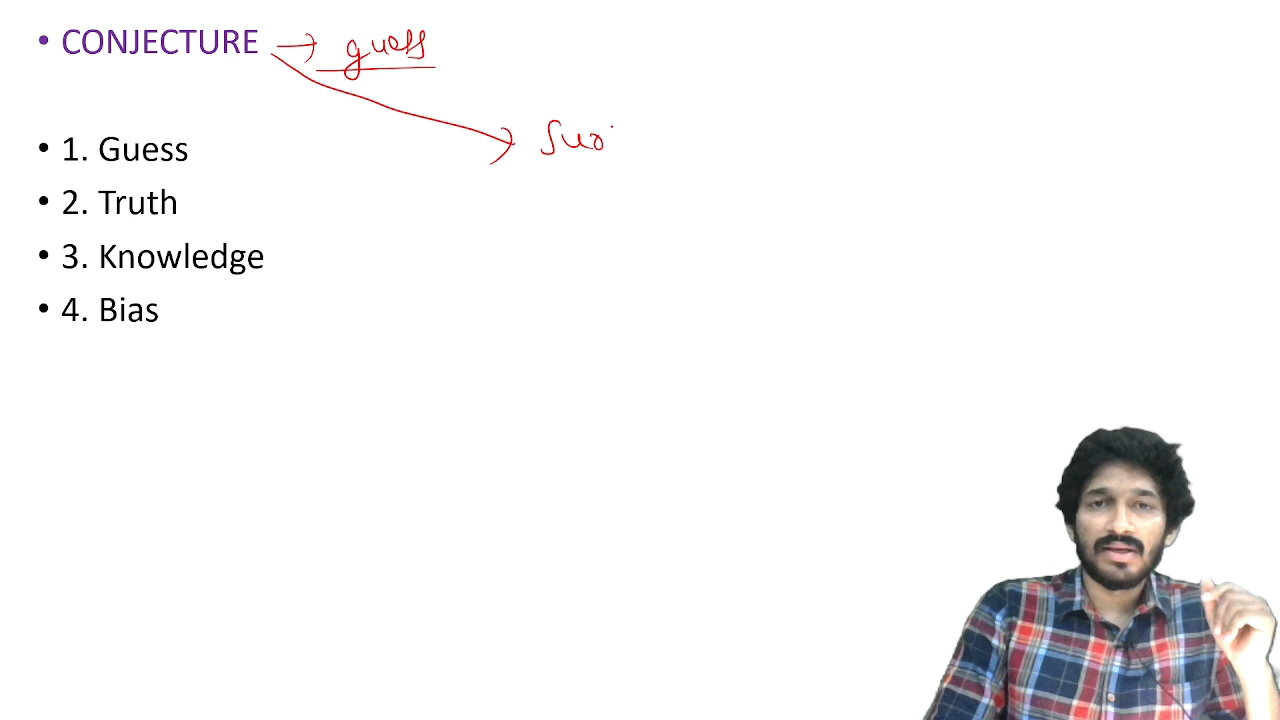 • CONJECTURE → guess
• 1. Guess
• 2. Truth
• 3. Knowledge
• 4. Bias